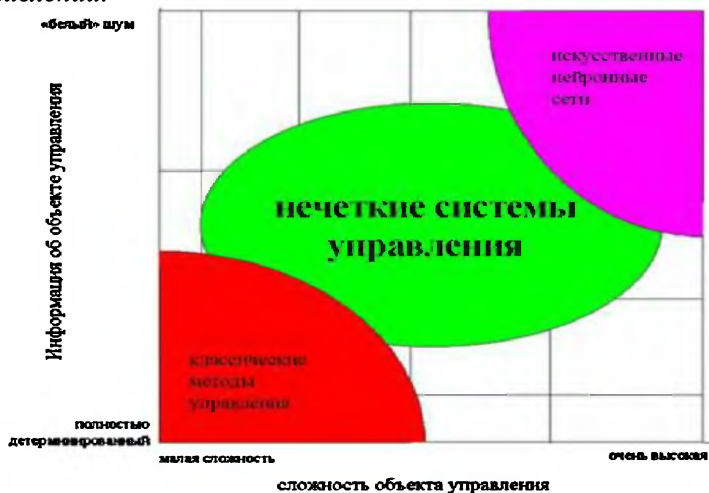 «белый» шум
Информация об объекте управления
искусственные
нейронные
сети
нечеткие системы
управления
классические
методы
управления
полностью
детерминированный
малая сложность
очень высокая
сложность объекта управления